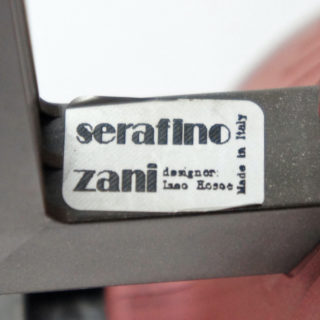 serafino
zani
designer:
Isao Hosoe
Made in Italy